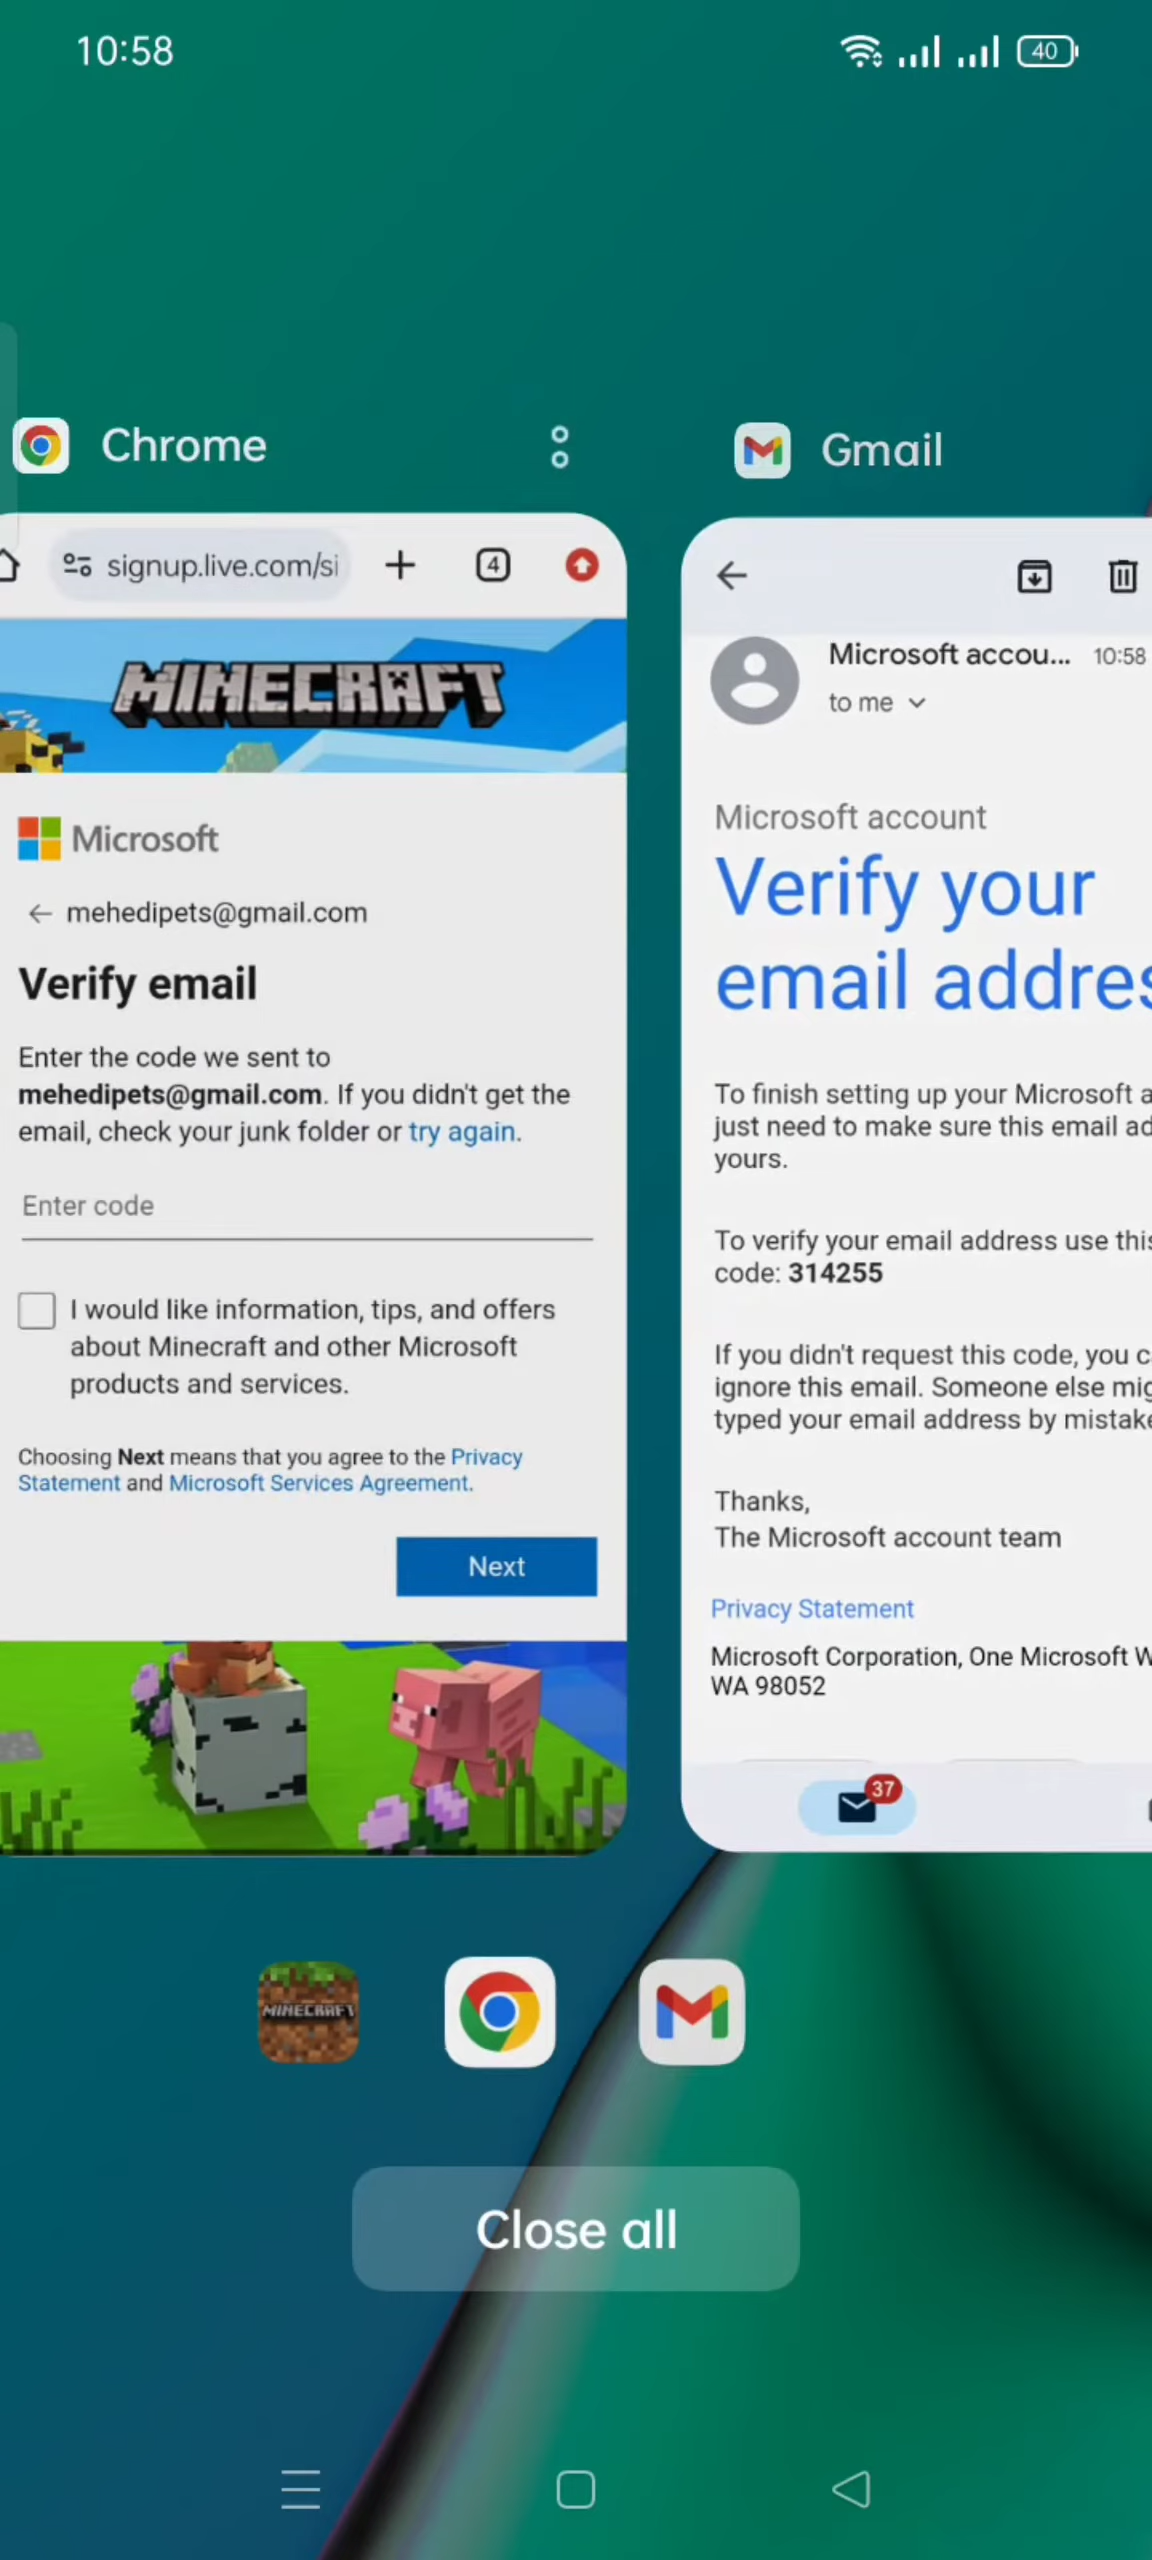 10:58
40
Chrome
Gmail
signup.live.com/si
4
MINECRAFT
Microsoft
mehedipets@gmail.com
Verify email
Enter the code we sent to
mehedipets@gmail.com. If you didn't get the
email, check your junk folder or try again.
Enter code
I would like information, tips, and offers
about Minecraft and other Microsoft
products and services.
Choosing Next means that you agree to the Privacy
Statement and Microsoft Services Agreement.
Next
Microsoft accou... 10:58
to me
Microsoft account
Verify your
email addres
To finish setting up your Microsoft a
just need to make sure this email ad
yours.
To verify your email address use this
code: 314255
If you didn't request this code, you ca
ignore this email. Someone else mig
typed your email address by mistake
Thanks,
The Microsoft account team
Privacy Statement
Microsoft Corporation, One Microsoft W
WA 98052
37
MINECRAFT
Close all